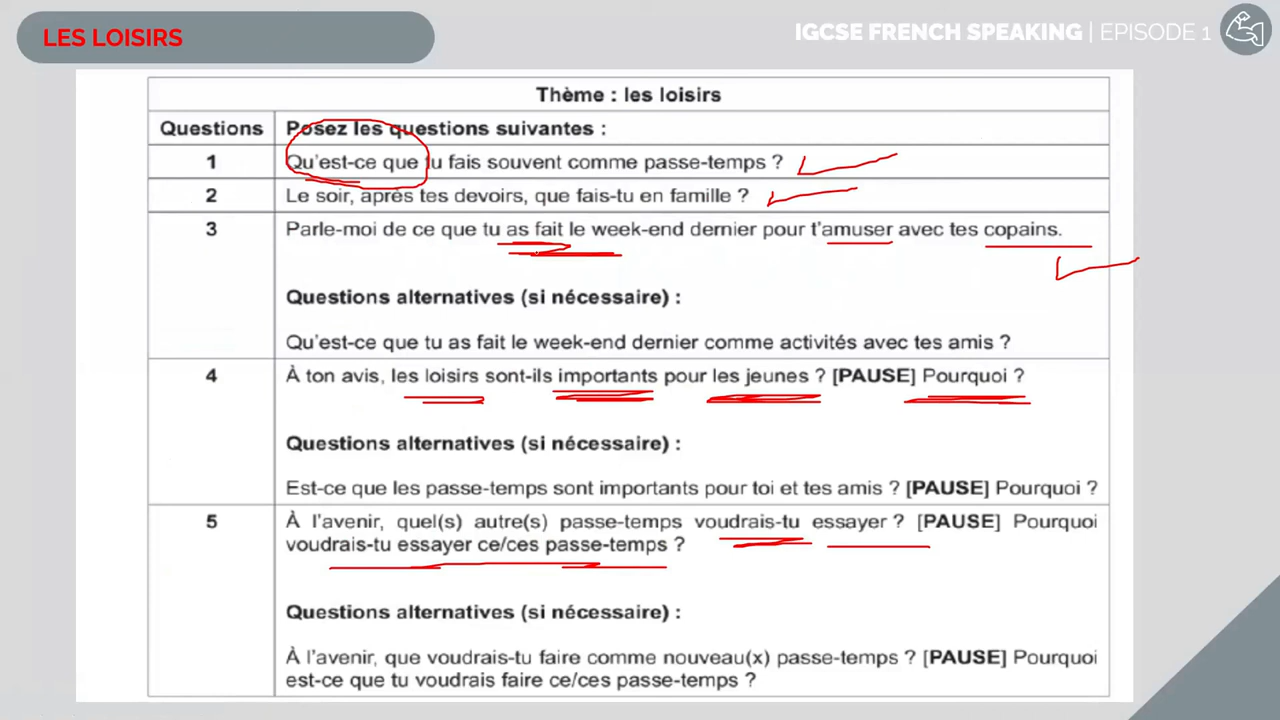 LES LOISIRS
IGCSE FRENCH SPEAKING | EPISODE 1
Thème : les loisirs
Questions Posez les questions suivantes :
1 Qu'est-ce que tu fais souvent comme passe-temps ?
2 Le soir, après tes devoirs, que fais-tu en famille ?
3 Parle-moi de ce que tu as fait le week-end dernier pour t'amuser avec tes copains.
Questions alternatives (si nécessaire) :
Qu'est-ce que tu as fait le week-end dernier comme activités avec tes amis ?
4 À ton avis, les loisirs sont-ils importants pour les jeunes ? [PAUSE] Pourquoi ?
Questions alternatives (si nécessaire) :
Est-ce que les passe-temps sont importants pour toi et tes amis ? [PAUSE] Pourquoi ?
5 À l'avenir, quel(s) autre(s) passe-temps voudrais-tu essayer ? [PAUSE] Pourquoi
voudrais-tu essayer ce/ces passe-temps ?
Questions alternatives (si nécessaire) :
À l'avenir, que voudrais-tu faire comme nouveau(x) passe-temps ? [PAUSE] Pourquoi
est-ce que tu voudrais faire ce/ces passe-temps ?